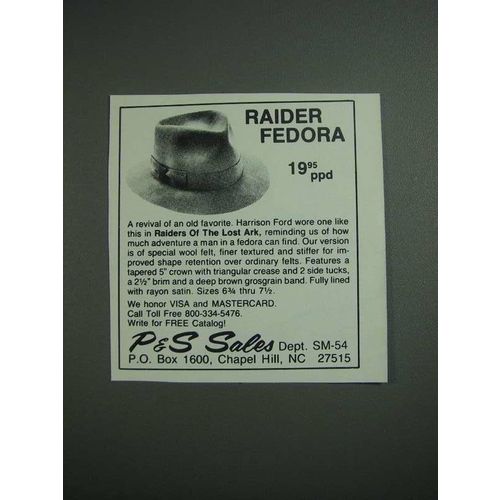 RAIDER
FEDORA
19⁹⁵
ppd
A revival of an old favorite. Harrison Ford wore one like
this in Raiders Of The Lost Ark, reminding us of how
much adventure a man in a fedora can find. Our version
is of special wool felt, finer textured and stiffer for im-
proved shape retention over ordinary felts. Features a
tapered 5" crown with triangular crease and 2 side tucks,
a 2½" brim and a deep brown grosgrain band. Fully lined
with rayon satin. Sizes 6¾ thru 7½.
We honor VISA and MASTERCARD.
Call Toll Free 800-334-5476.
Write for FREE Catalog!
P&S Sales Dept. SM-54
P.O. Box 1600, Chapel Hill, NC 27515